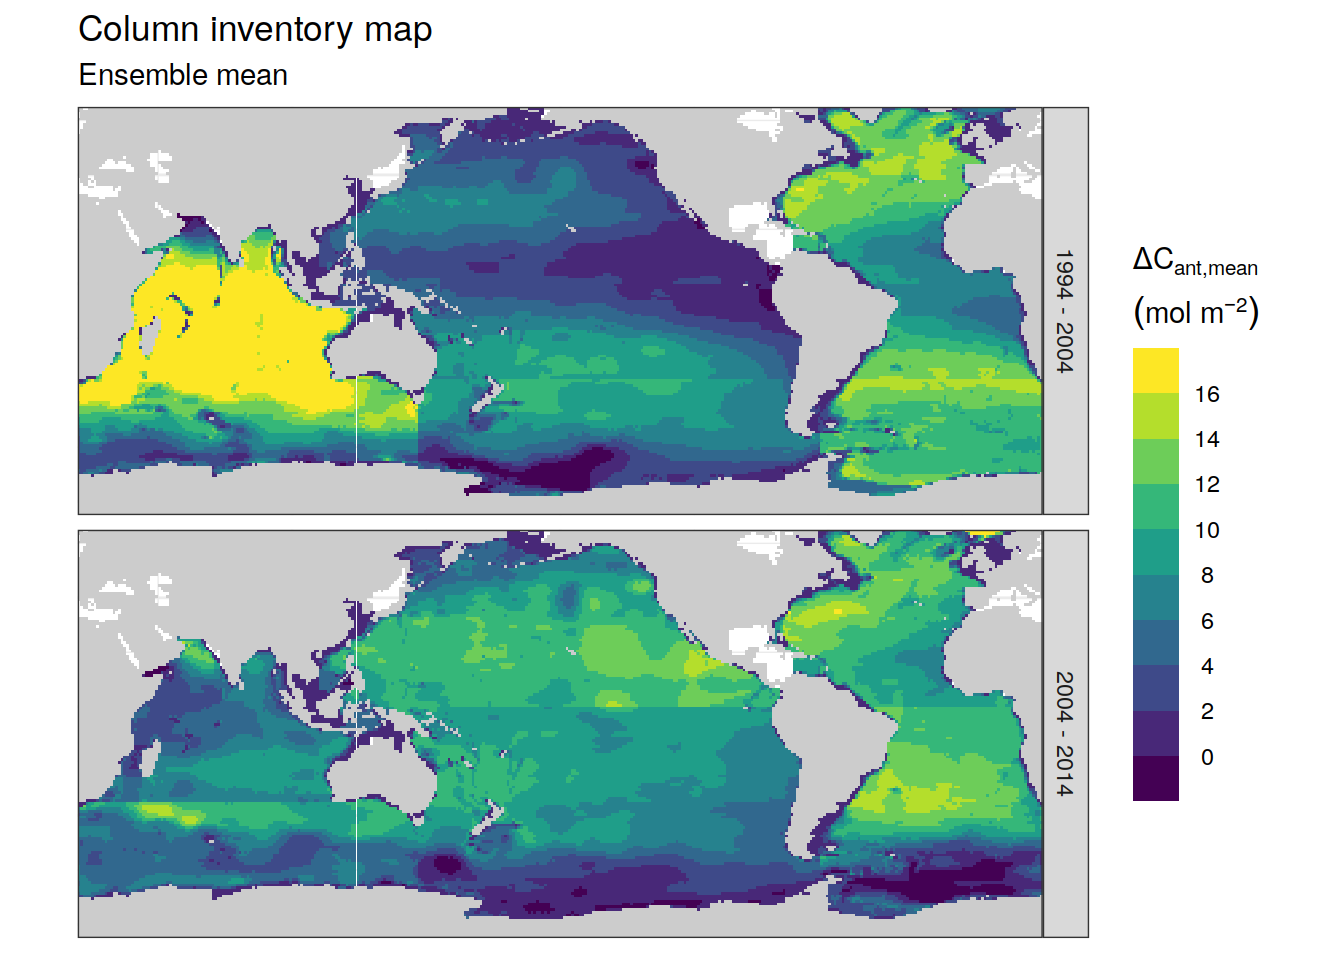 Column inventory map
Ensemble mean
1994 - 2004
2004 - 2014
ΔCant,mean
(mol m−2)
16
14
12
10
8
6
4
2
0